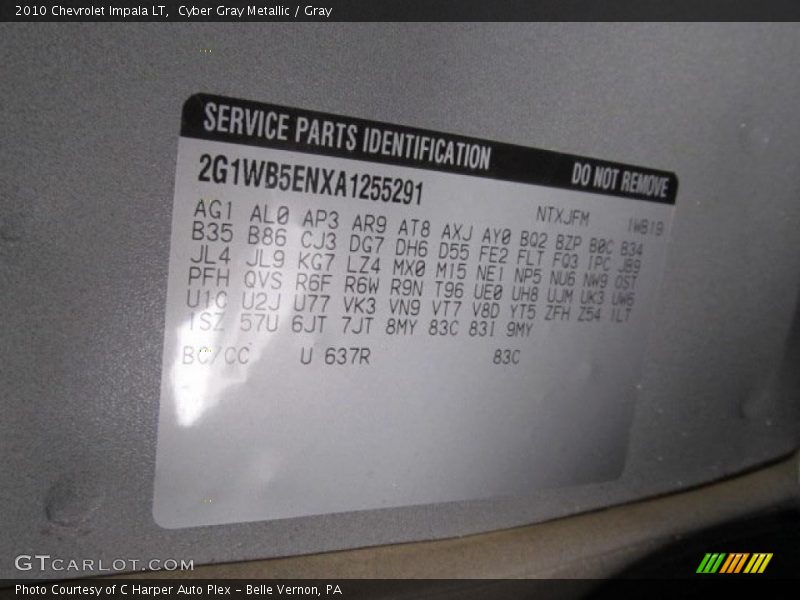 2010 Chevrolet Impala LT, Cyber Gray Metallic / Gray
SERVICE PARTS IDENTIFICATION DO NOT REMOVE
2G1WB5ENXA1255291 NTXJFM 1WB19
AG1 AL0 AP3 AR9 AT8 AXJ AY0 BQ2 BZP B0C B34
B35 B86 CJ3 DG7 DH6 D55 FE2 FLT FQ3 IPC JB9
JL4 JL9 KG7 LZ4 MX0 M15 NE1 NP5 NU6 NW9 OST
PFH QVS R6F R6W R9N T96 UE0 UH8 UJM UK3 UW6
U1C U2J U77 VK3 VN9 VT7 V8D YT5 ZFH Z54 1LT
1SZ 57U 6JT 7JT 8MY 83C 83I 9MY
BC/CC U 637R 83C
GTCARLOT.COM
Photo Courtesy of C Harper Auto Plex - Belle Vernon, PA